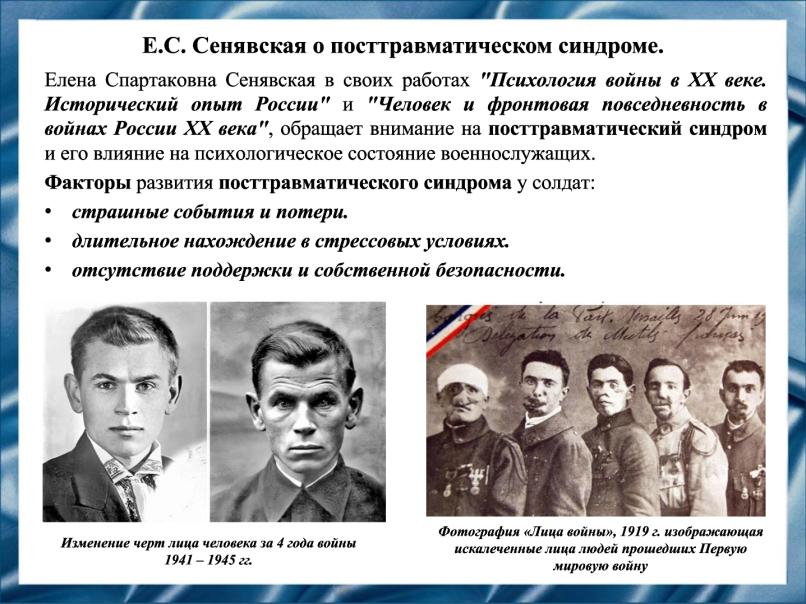 Е.С. Сенявская о посттравматическом синдроме.
Елена Спартаковна Сенявская в своих работах "Психология войны в XX веке.
Исторический опыт России" и "Человек и фронтовая повседневность в
войнах России XX века", обращает внимание на посттравматический синдром
и его влияние на психологическое состояние военнослужащих.
Факторы развития посттравматического синдрома у солдат:
• страшные события и потери.
• длительное нахождение в стрессовых условиях.
• отсутствие поддержки и собственной безопасности.
de la Paix. Versailles 28 Juin
Délégation de Mutilés français
Изменение черт лица человека за 4 года войны
1941 – 1945 гг.
Фотография «Лица войны», 1919 г. изображающая
искалеченные лица людей прошедших Первую
мировую войну